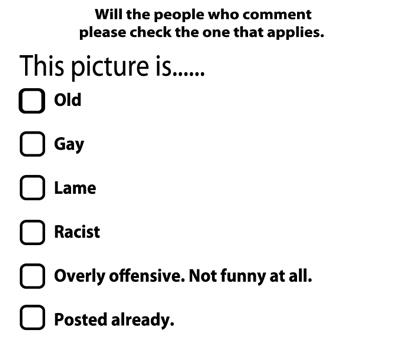 Will the people who comment
please check the one that applies.
This picture is......
Old
Gay
Lame
Racist
Overly offensive. Not funny at all.
Posted already.